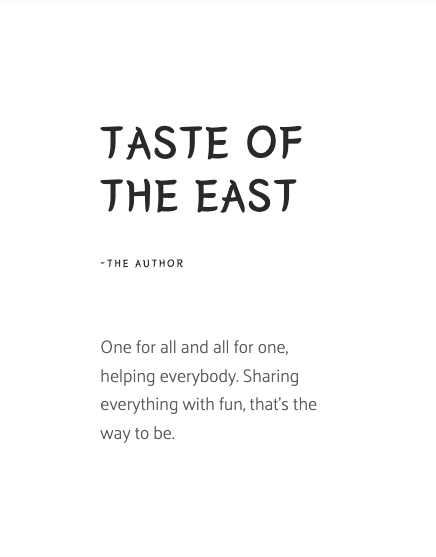 TASTE OF
THE EAST
-THE AUTHOR
One for all and all for one,
helping everybody. Sharing
everything with fun, that's the
way to be.